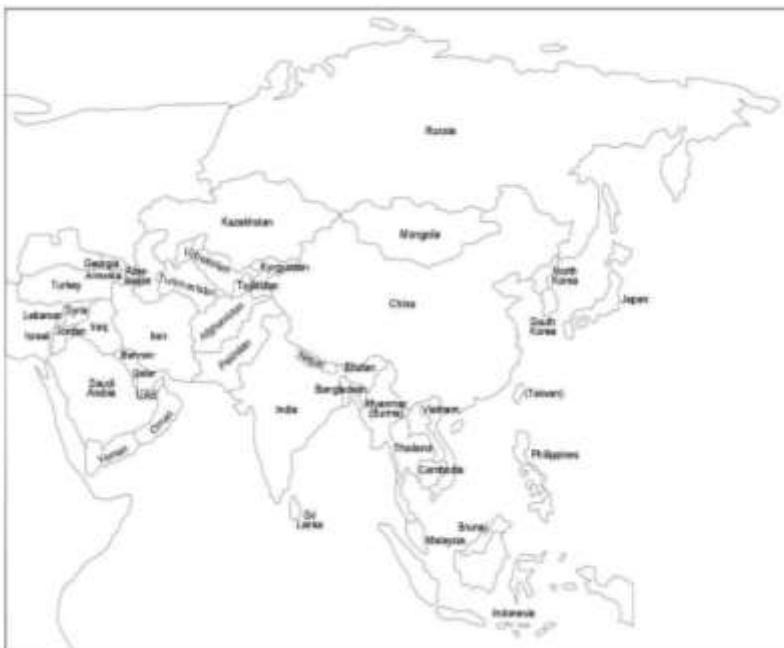 Russia
Kazakhstan
Mongolia
Uzbekistan
Georgia
Kyrgyzstan
Armenia
Azer-
baijan
North
Korea
Turkey
Turkmenistan
Tajikistan
Japan
China
Lebanon
Syria
Afghanistan
South
Korea
Israel
Jordan
Iraq
Iran
Pakistan
Bahrain
Nepal
Bhutan
Qatar
Saudi
Arabia
UAE
Bangladesh
(Taiwan)
India
Myanmar
(Burma)
Vietnam
Oman
Yemen
Thailand
Philippines
Cambodia
Sri
Lanka
Brunei
Malaysia
Indonesia